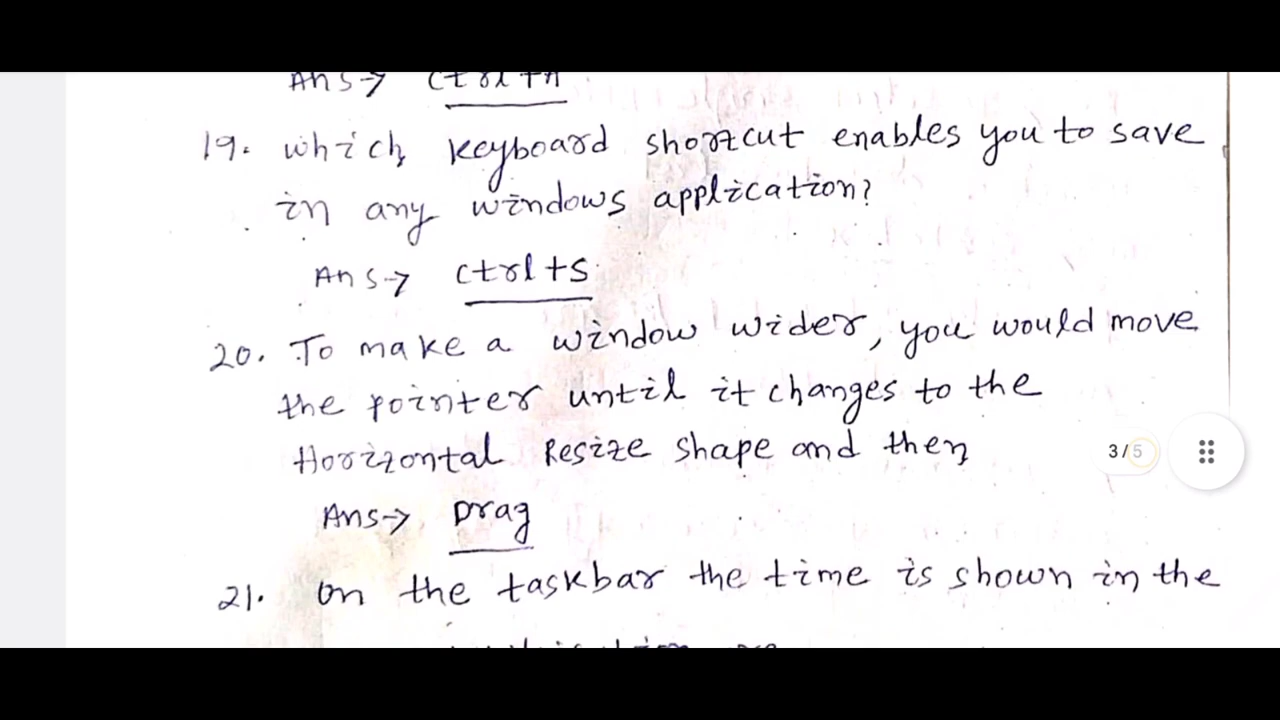 Ans→ Ctrl+n
19. which keyboard shortcut enables you to save
in any windows application?
Ans→ Ctrl+S
20. To make a window wider, you would move
the pointer until it changes to the
Horizontal Resize shape and then
3/5
Ans→ Drag
21. on the taskbar the time is shown in the